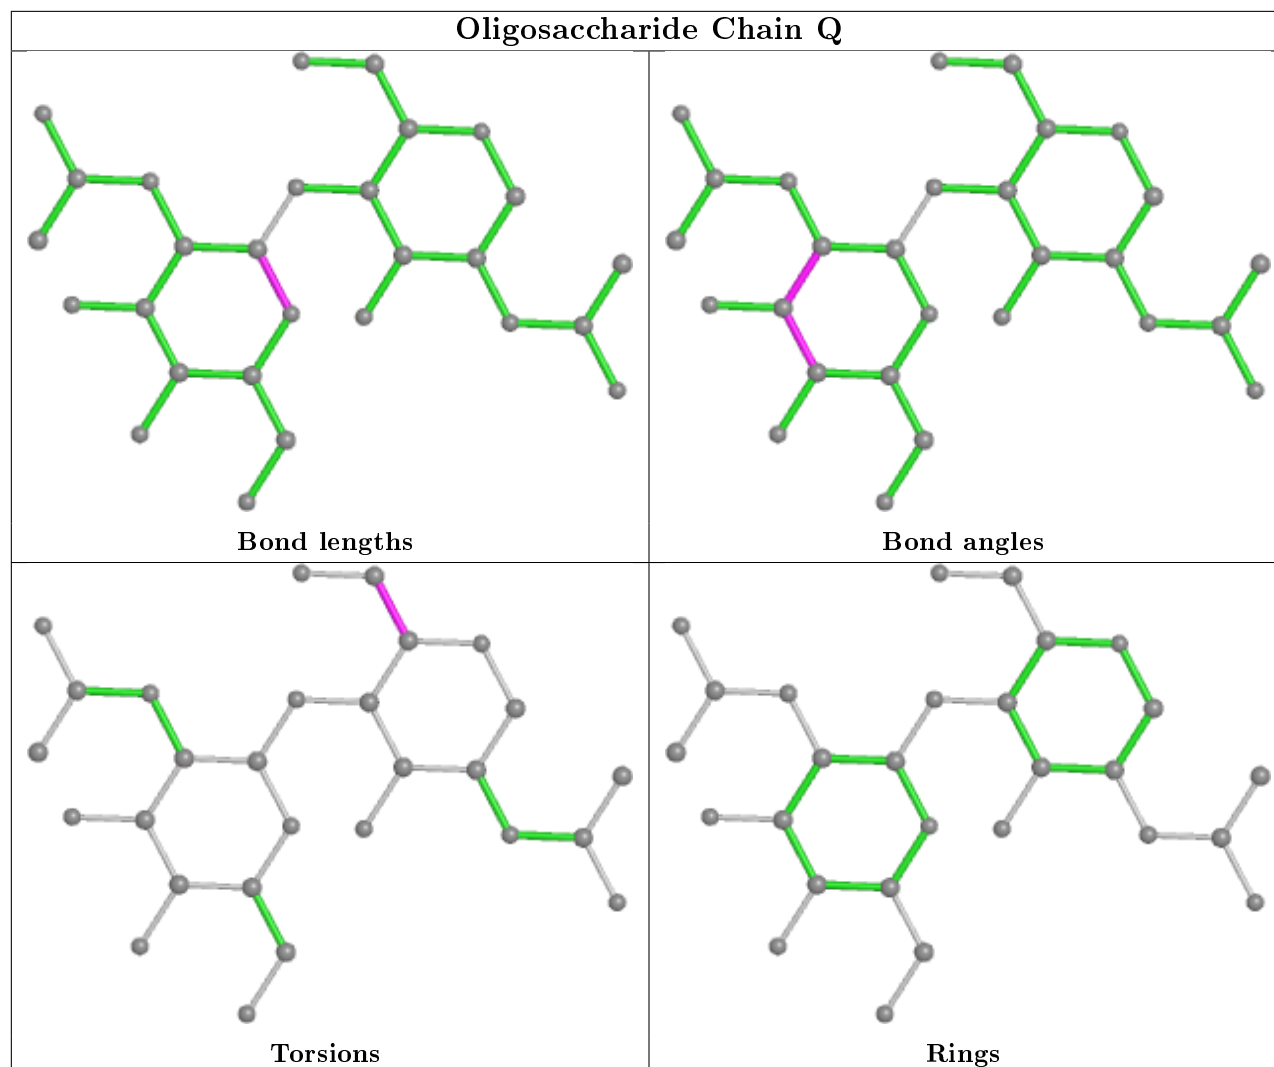 Oligosaccharide Chain Q
Bond lengths
Bond angles
Torsions
Rings